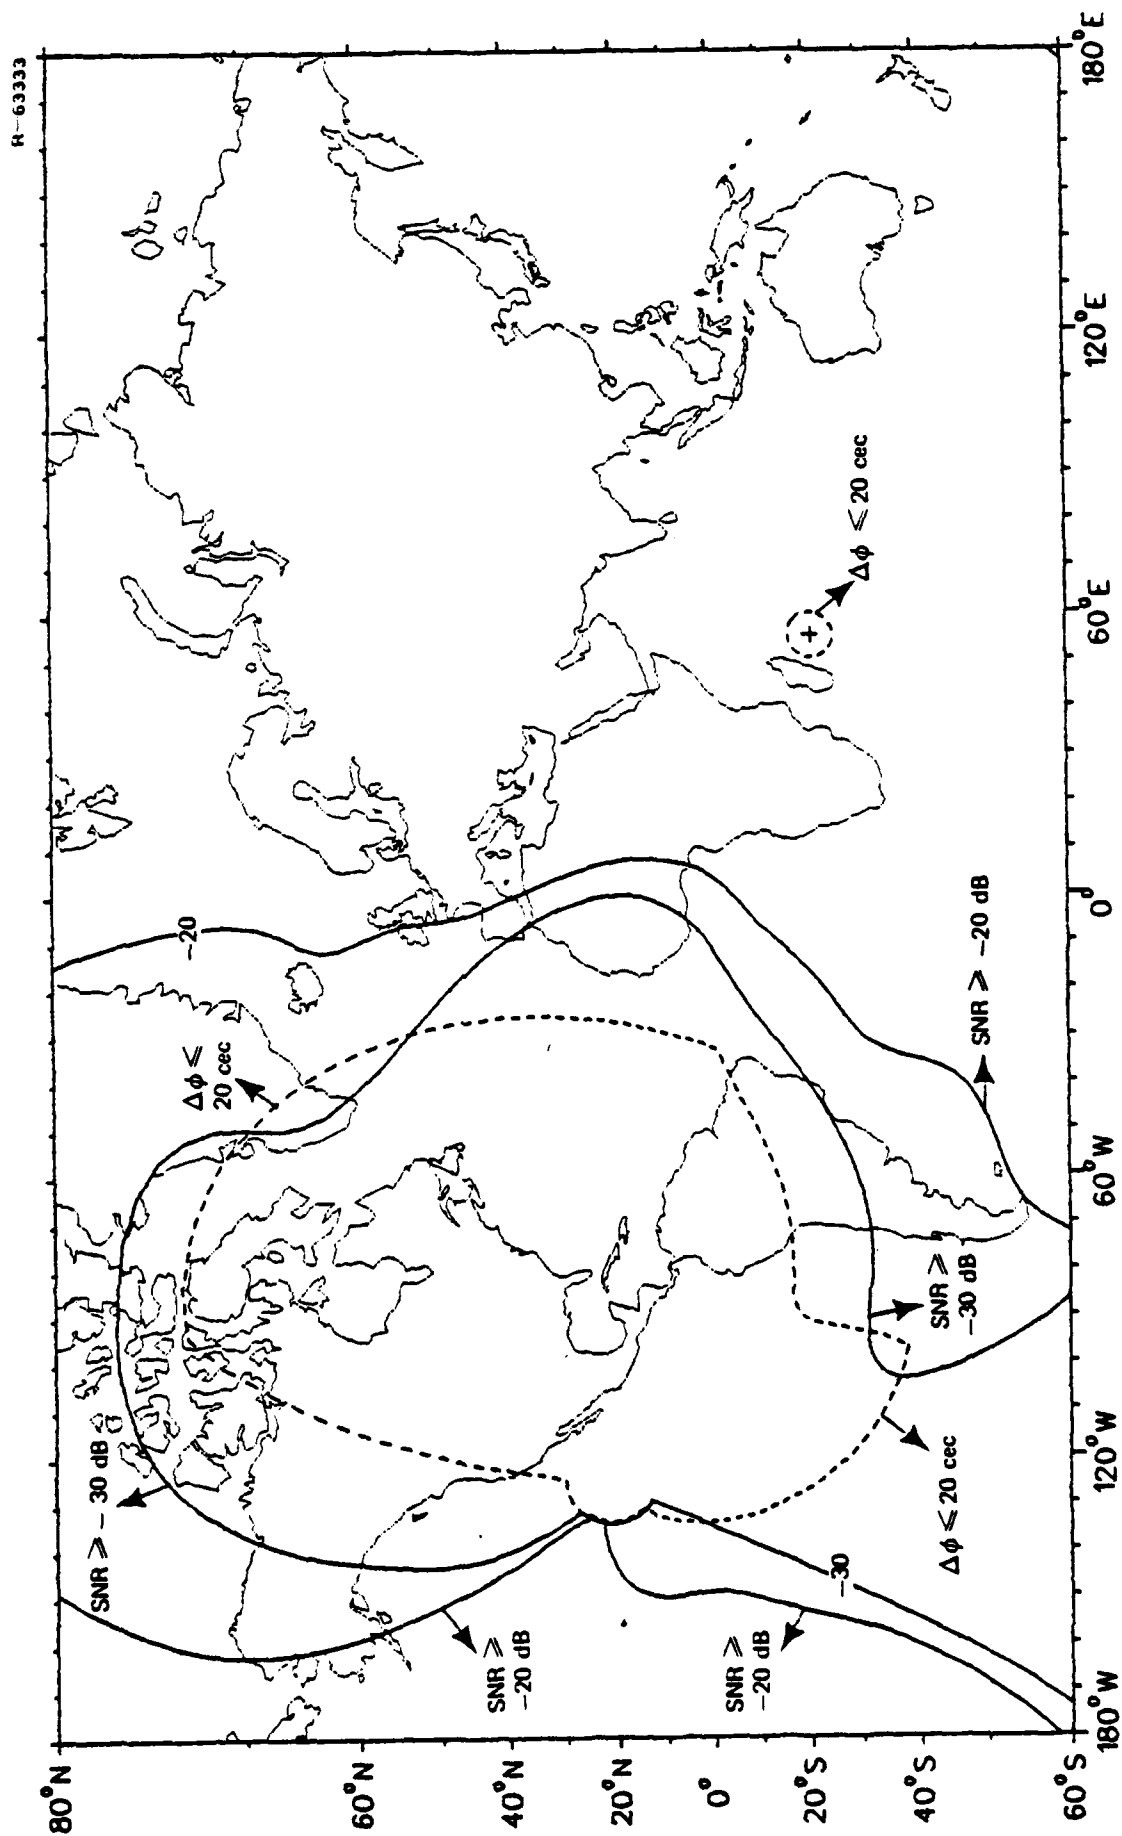 R-63333
80°N
60°N
40°N
20°N
0°
20°S
40°S
60°S
180°W
120°W
60°W
0°
60°E
120°E
180°E
SNR ⩾ -30 dB
-20
Δϕ ⩽
20 cec
SNR ⩾
-20 dB
SNR ⩾
-20 dB
-30
Δϕ ⩽ 20 cec
SNR ⩾
-30 dB
SNR ⩾ -20 dB
Δϕ ⩽ 20 cec